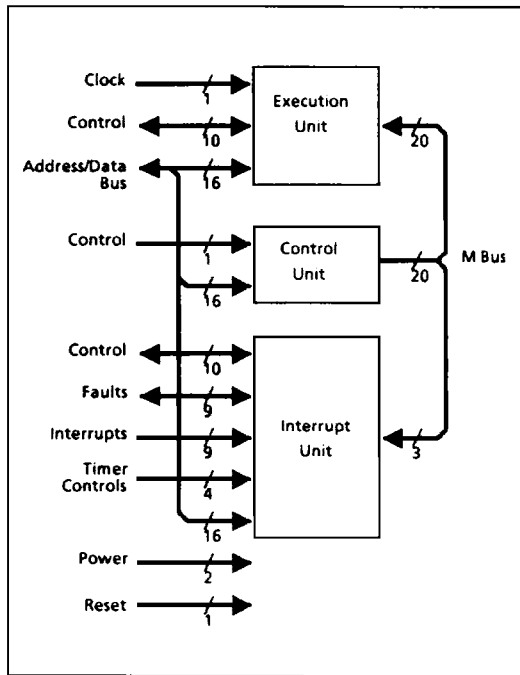 Clock
1
Execution
Unit
Control
10
20
Address/Data
Bus
16
Control
1
Control
Unit
M Bus
20
16
Control
10
Faults
9
Interrupts
9
Interrupt
Unit
3
Timer
Controls
4
16
Power
2
Reset
1